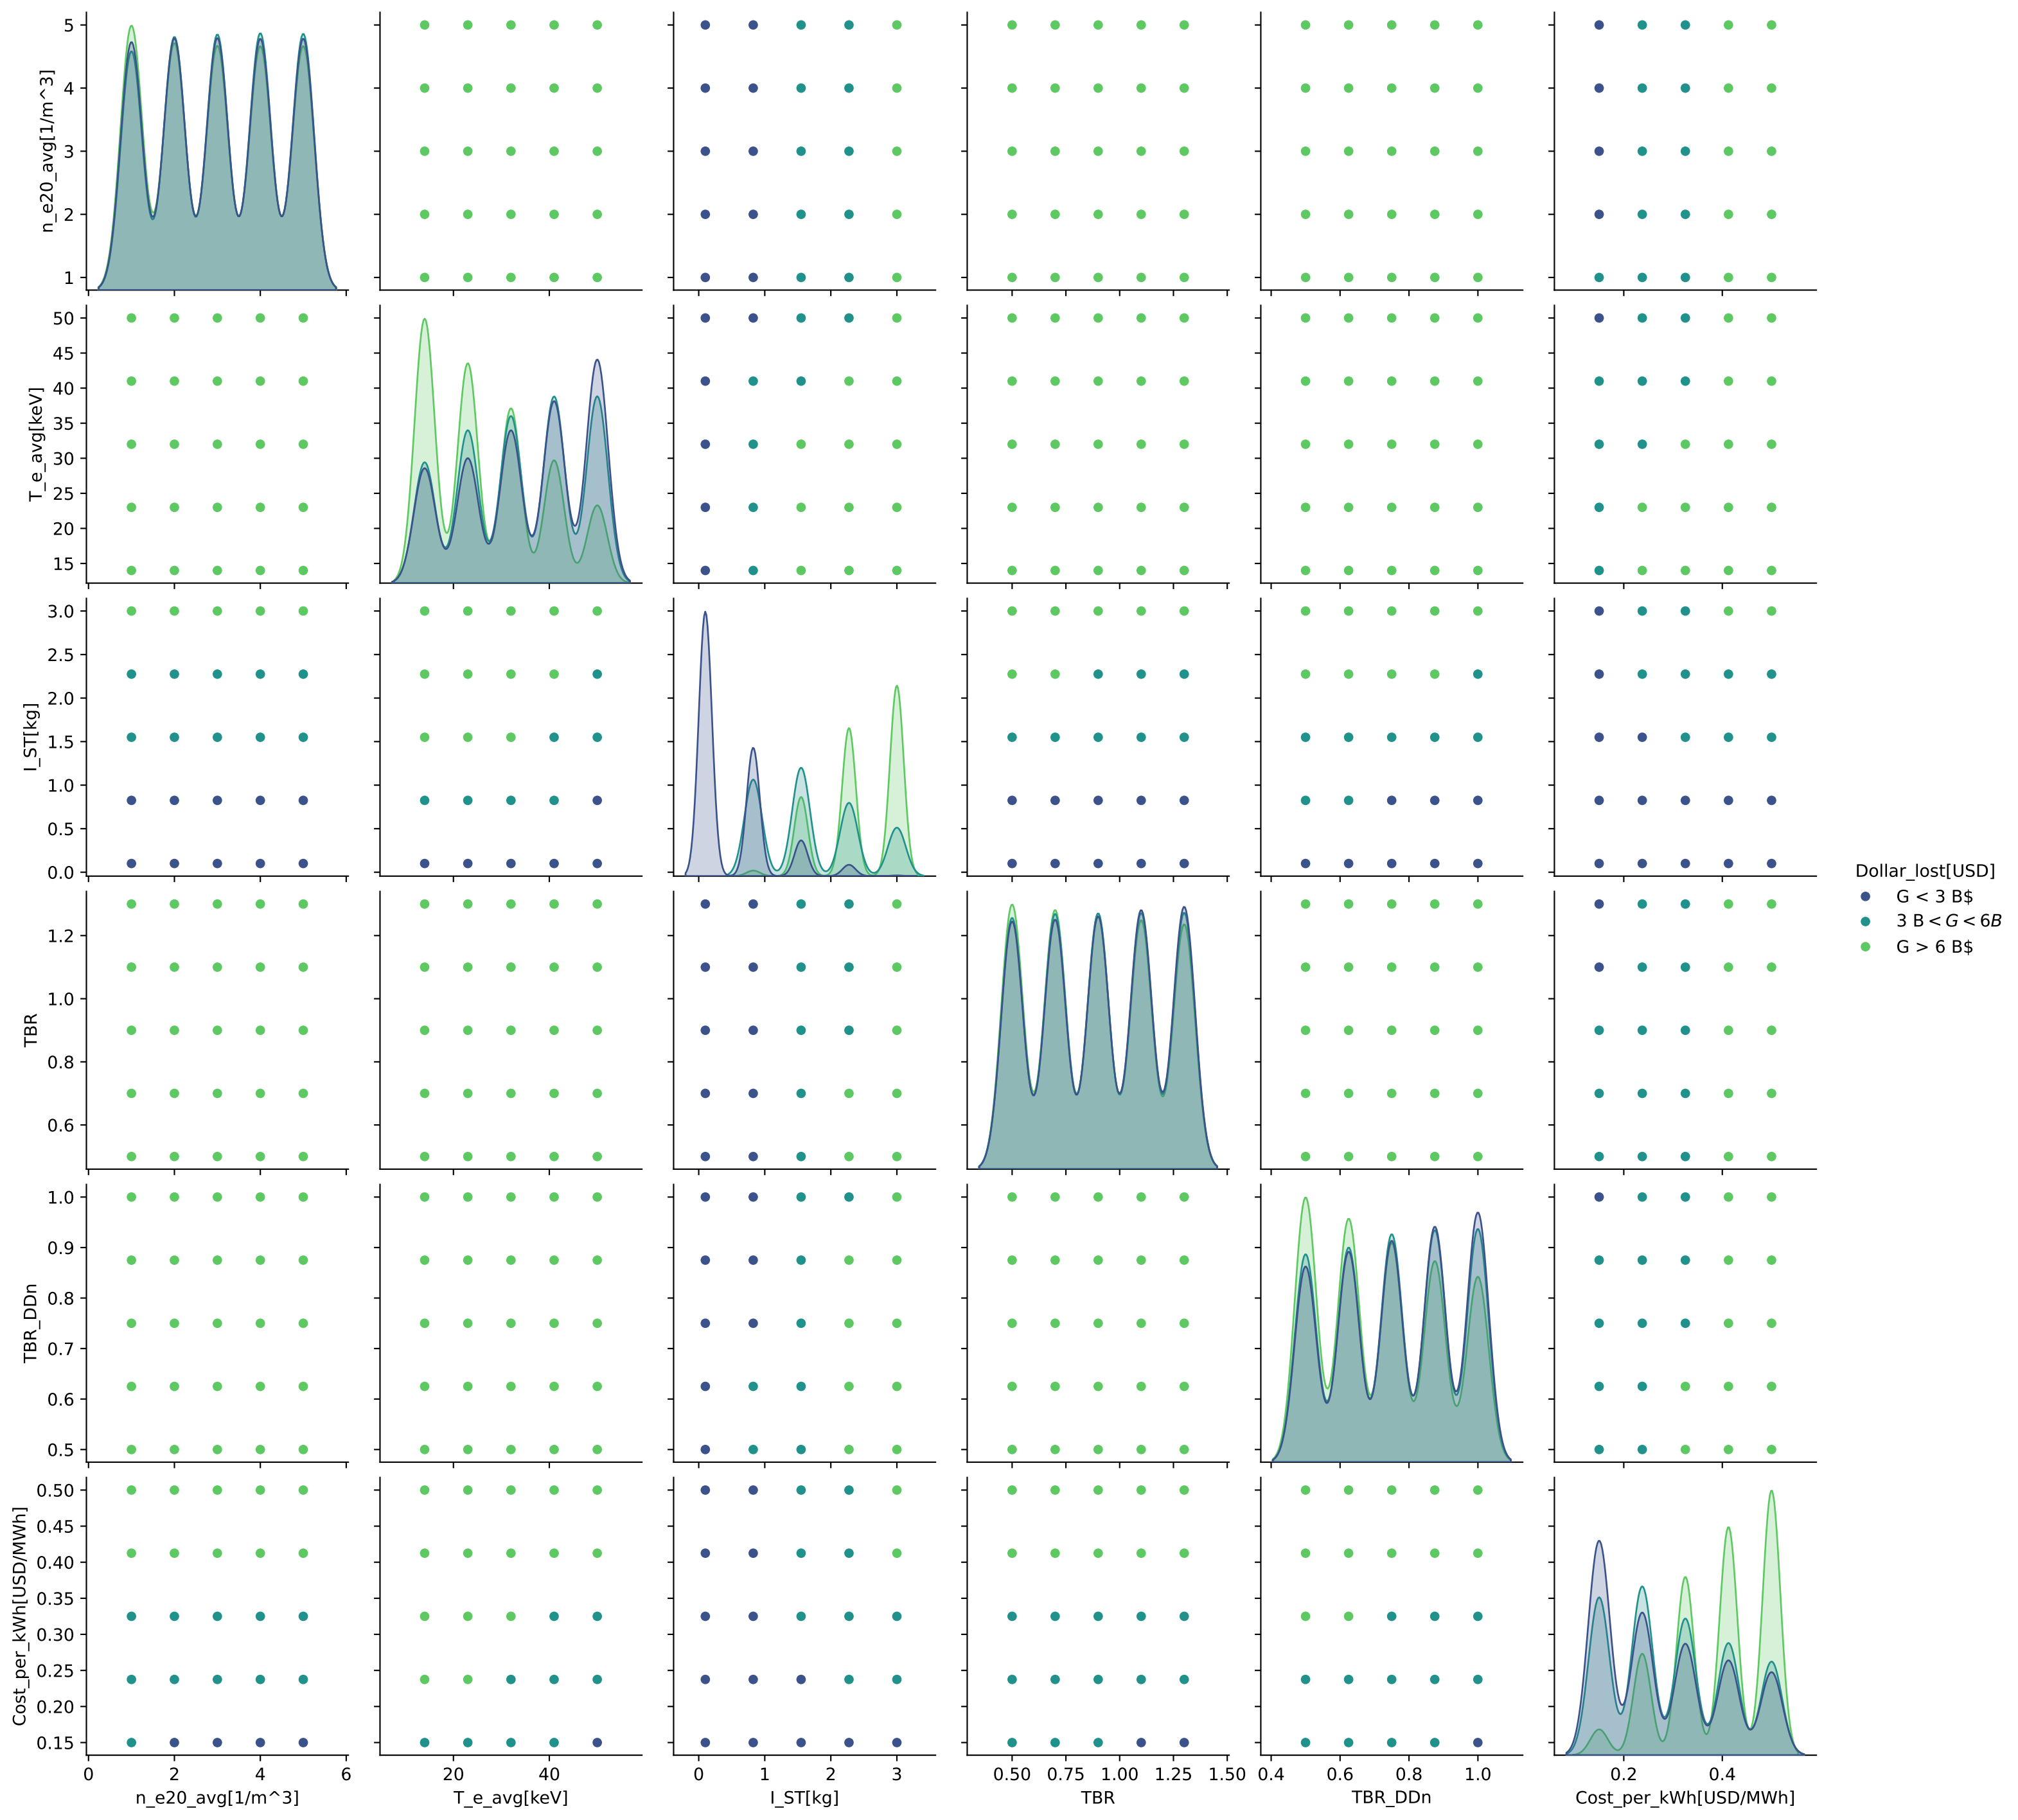 5
4
3
2
1
n_e20_avg[1/m^3]
50
45
40
35
30
25
20
15
T_e_avg[keV]
3.0
2.5
2.0
1.5
1.0
0.5
0.0
I_ST[kg]
Dollar_lost[USD]
G < 3 B$
3 B < G < 6B
G > 6 B$
1.2
1.0
0.8
0.6
TBR
1.0
0.9
0.8
0.7
0.6
0.5
TBR_DDn
0.50
0.45
0.40
0.35
0.30
0.25
0.20
0.15
Cost_per_kWh[USD/MWh]
0 2 4 6
20 40
0 1 2 3
0.50 0.75 1.00 1.25 1.50
0.4 0.6 0.8 1.0
0.2 0.4
n_e20_avg[1/m^3]
T_e_avg[keV]
I_ST[kg]
TBR
TBR_DDn
Cost_per_kWh[USD/MWh]